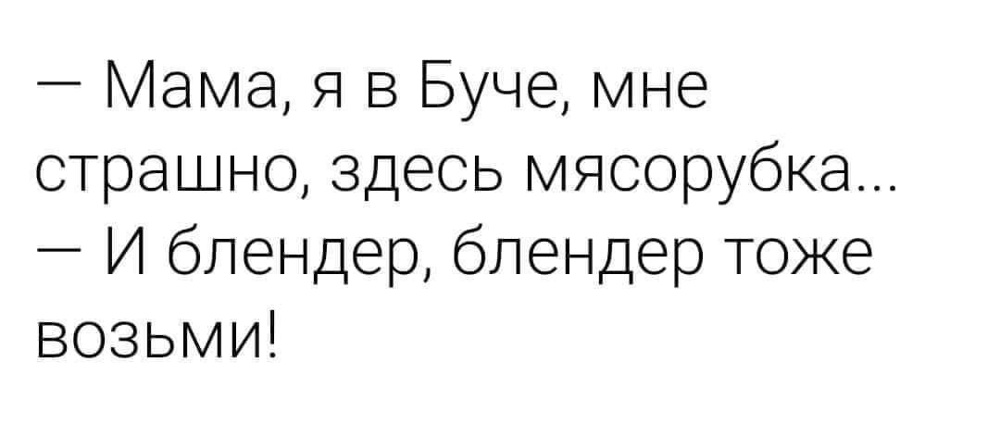 — Мама, я в Буче, мне
страшно, здесь мясорубка...
— И блендер, блендер тоже
возьми!